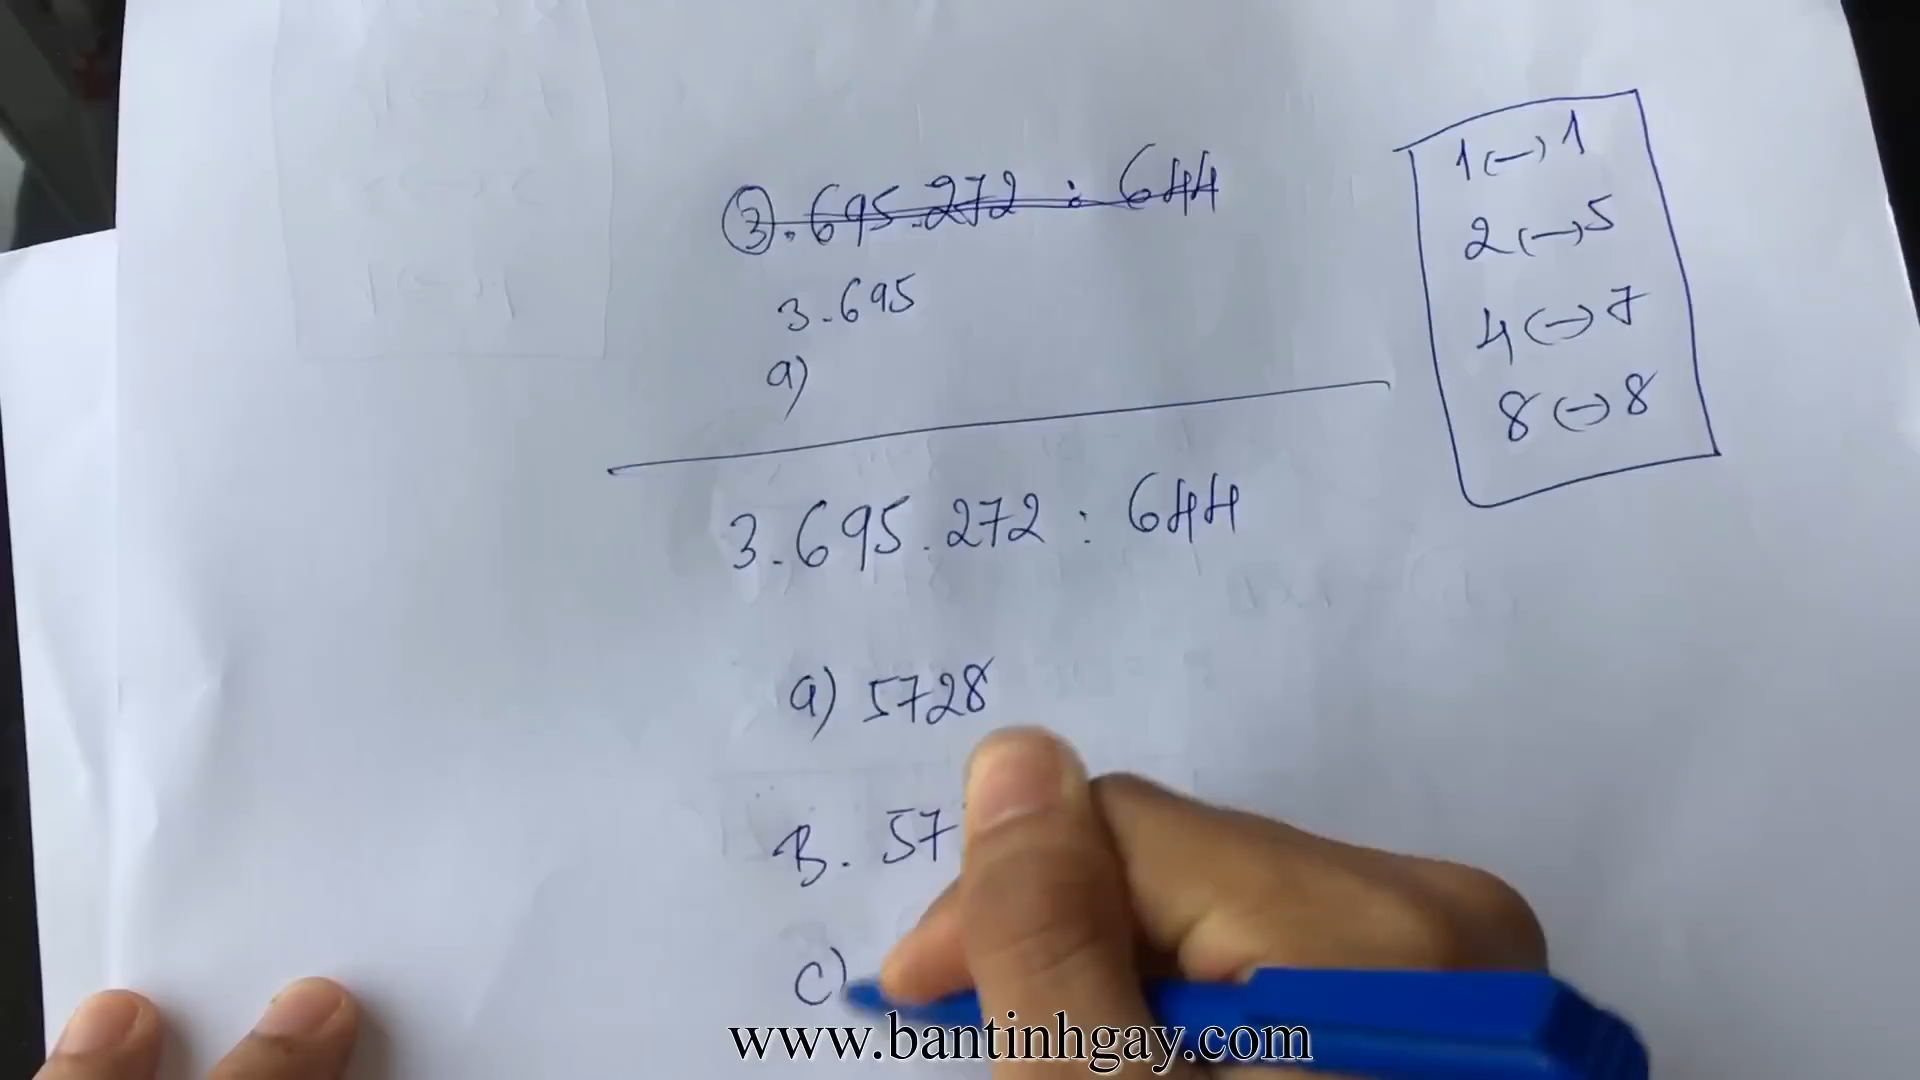 3.695.272 : 644
3.695
a)
3.695.272 : 644
a) 5728
B. 57
C)
1 ↔ 1
2 ↔ 5
4 ↔ 7
8 ↔ 8
www.bantinhgay.com